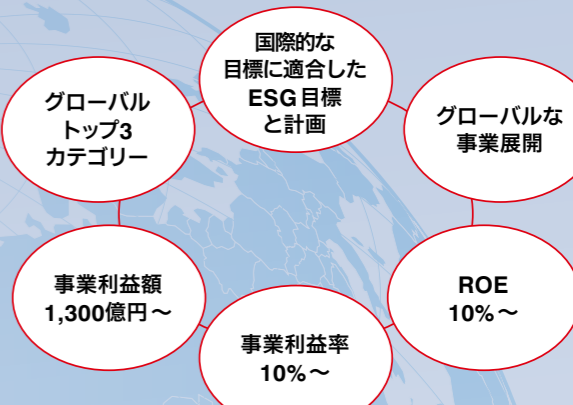 国際的な
目標に適合した
ESG目標
と計画
グローバル
トップ3
カテゴリー
グローバルな
事業展開
事業利益額
1,300億円～
ROE
10%～
事業利益率
10%～